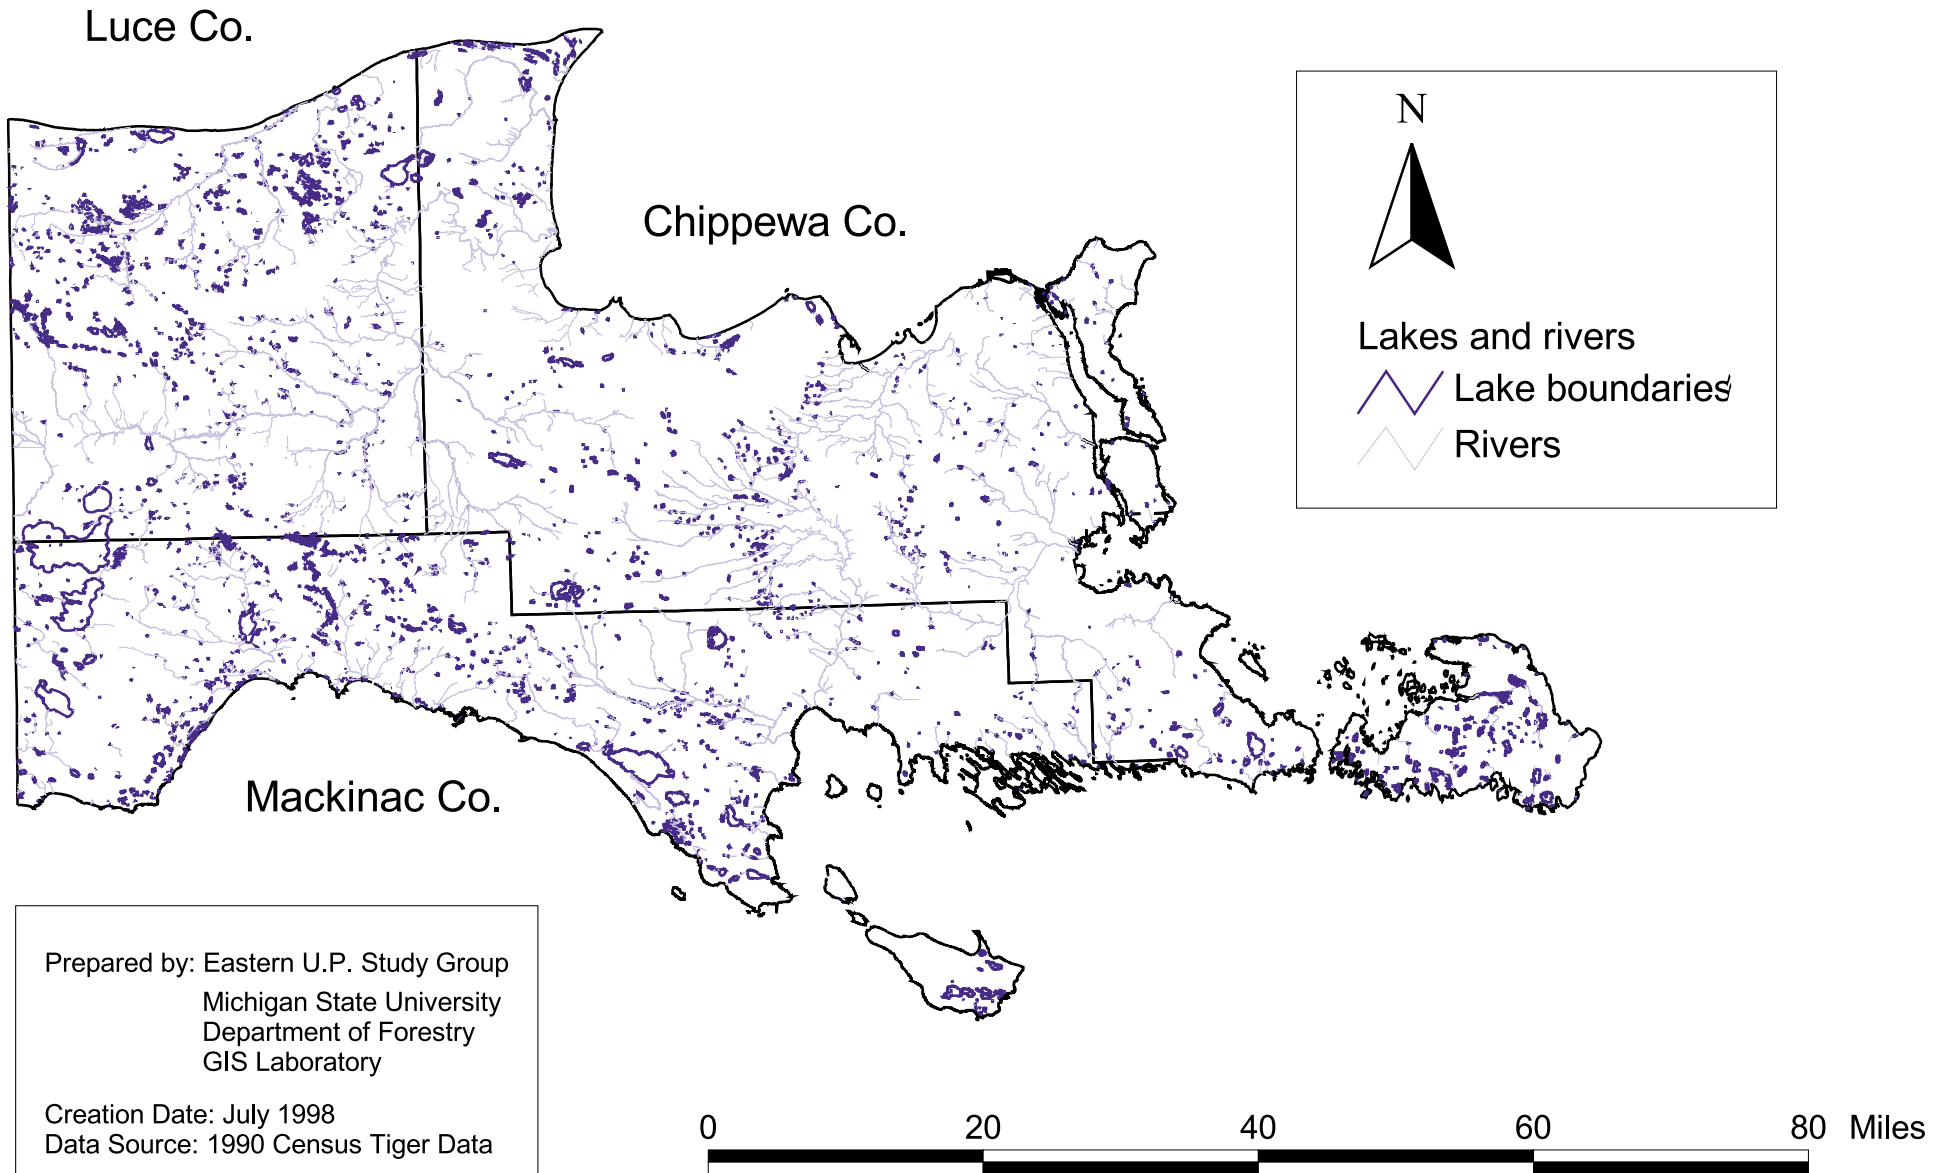 Luce Co.
N
Chippewa Co.
Lakes and rivers
Lake boundaries
Rivers
Mackinac Co.
Prepared by: Eastern U.P. Study Group
Michigan State University
Department of Forestry
GIS Laboratory
Creation Date: July 1998
Data Source: 1990 Census Tiger Data
0 20 40 60 80 Miles